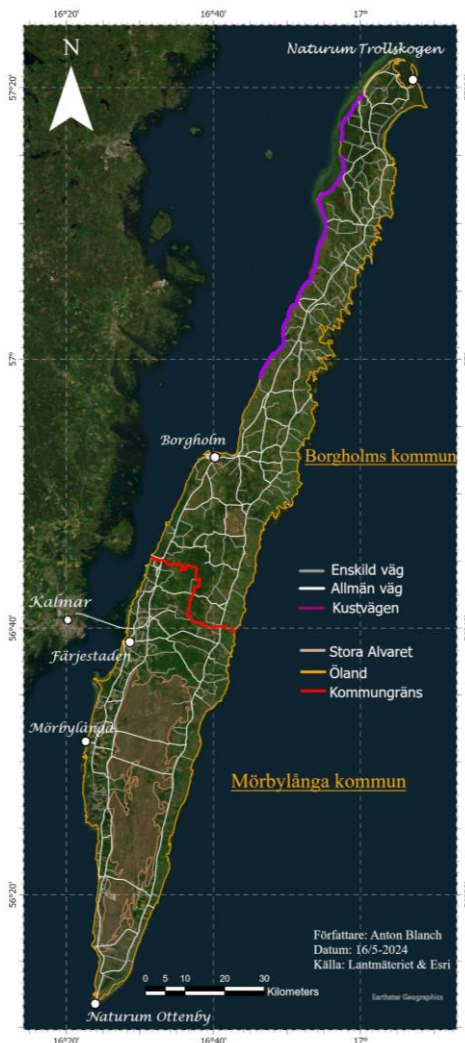 16°20'
16°40'
17°
N
Naturum Trollskogen
57°20'
57°
Borgholm
Borgholms kommun
Enskild väg
Allmän väg
Kustvägen
Kalmar
56°40'
Färjestaden
Stora Alvaret
Öland
Kommungräns
Mörbylånga
Mörbylånga kommun
56°20'
Författare: Anton Blanch
Datum: 16/5-2024
Källa: Lantmäteriet & Esri
0 5 10 20 30
Kilometers
Earthstar Geographics
Naturum Ottenby
16°20'
16°40'
17°